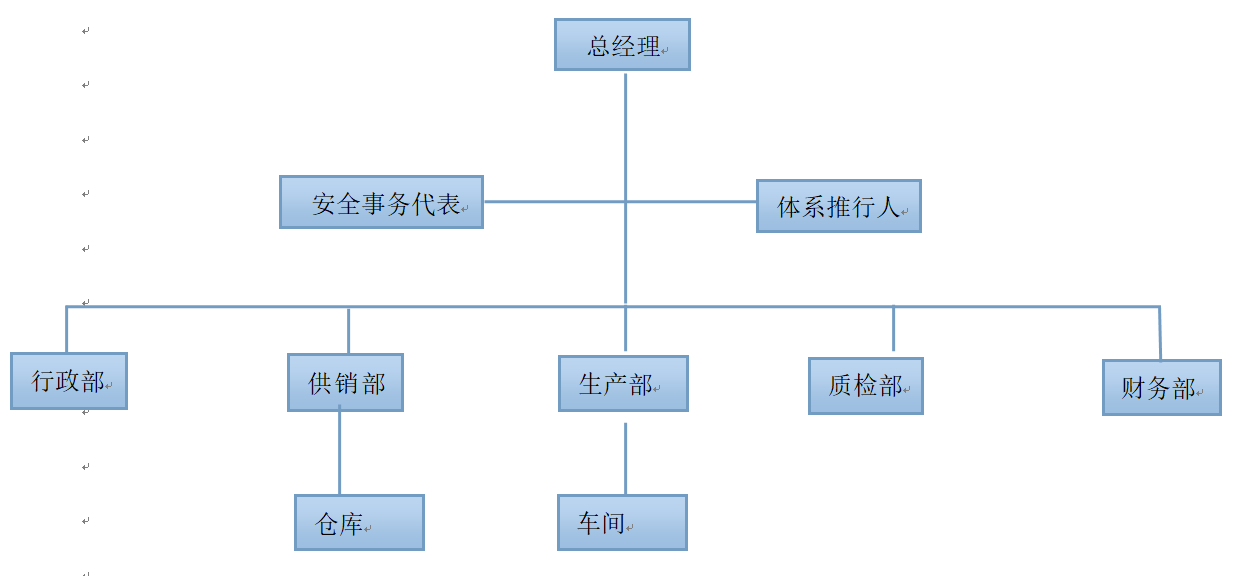 总经理
安全事务代表
体系推行人
行政部
供销部
生产部
质检部
财务部
仓库
车间